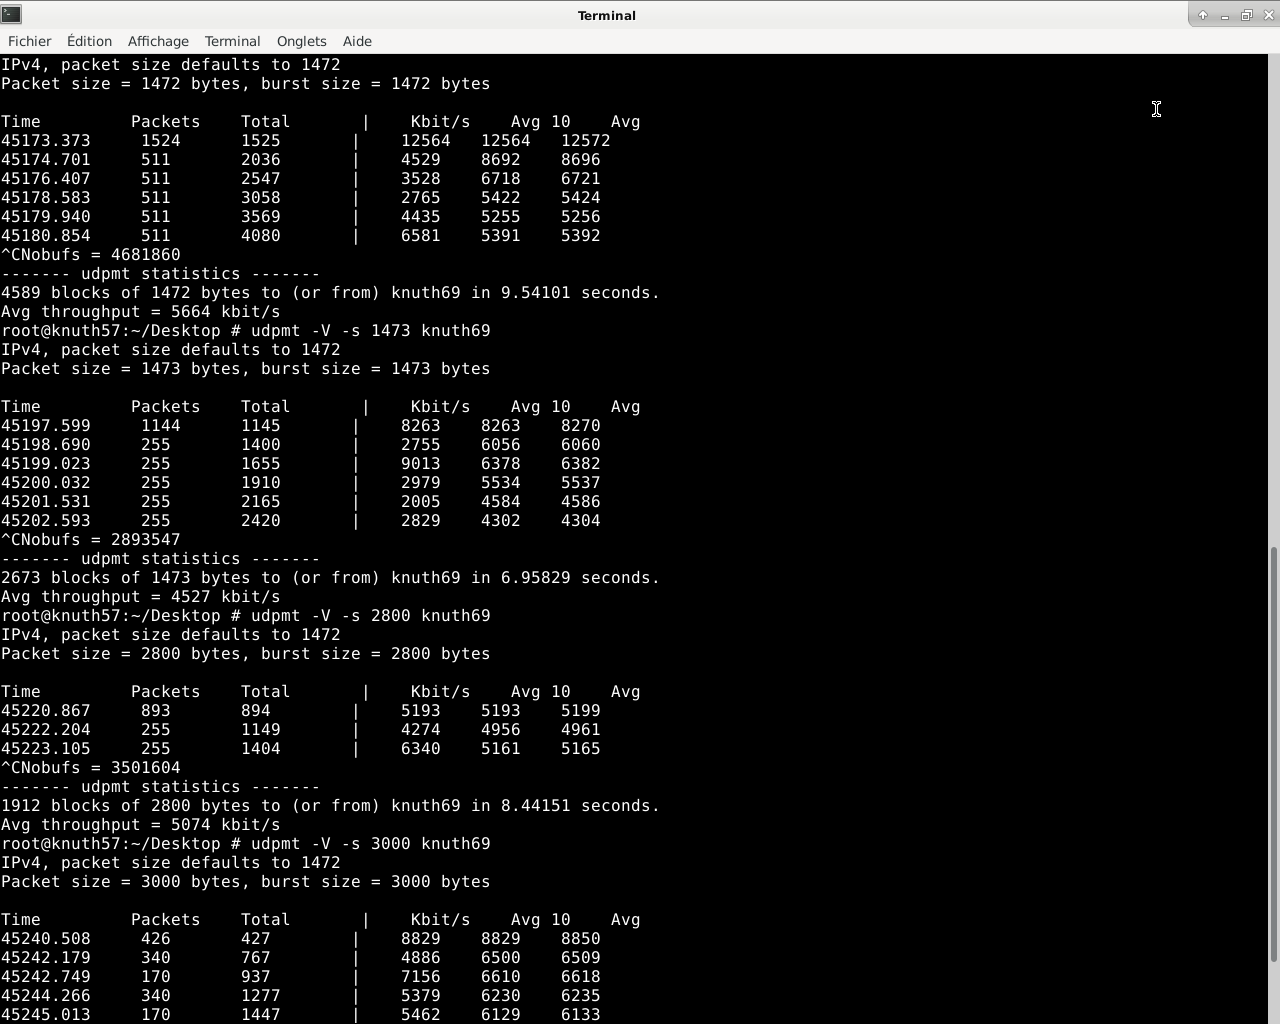 Terminal
Fichier Édition Affichage Terminal Onglets Aide
IPv4, packet size defaults to 1472
Packet size = 1472 bytes, burst size = 1472 bytes
Time Packets Total | Kbit/s Avg 10 Avg
45173.373 1524 1525 | 12564 12564 12572
45174.701 511 2036 | 4529 8692 8696
45176.407 511 2547 | 3528 6718 6721
45178.583 511 3058 | 2765 5422 5424
45179.940 511 3569 | 4435 5255 5256
45180.854 511 4080 | 6581 5391 5392
^CNobufs = 4681860
------- udpmt statistics -------
4589 blocks of 1472 bytes to (or from) knuth69 in 9.54101 seconds.
Avg throughput = 5664 kbit/s
root@knuth57:~/Desktop # udpmt -V -s 1473 knuth69
IPv4, packet size defaults to 1472
Packet size = 1473 bytes, burst size = 1473 bytes
Time Packets Total | Kbit/s Avg 10 Avg
45197.599 1144 1145 | 8263 8263 8270
45198.690 255 1400 | 2755 6056 6060
45199.023 255 1655 | 9013 6378 6382
45200.032 255 1910 | 2979 5534 5537
45201.531 255 2165 | 2005 4584 4586
45202.593 255 2420 | 2829 4302 4304
^CNobufs = 2893547
------- udpmt statistics -------
2673 blocks of 1473 bytes to (or from) knuth69 in 6.95829 seconds.
Avg throughput = 4527 kbit/s
root@knuth57:~/Desktop # udpmt -V -s 2800 knuth69
IPv4, packet size defaults to 1472
Packet size = 2800 bytes, burst size = 2800 bytes
Time Packets Total | Kbit/s Avg 10 Avg
45220.867 893 894 | 5193 5193 5199
45222.204 255 1149 | 4274 4956 4961
45223.105 255 1404 | 6340 5161 5165
^CNobufs = 3501604
------- udpmt statistics -------
1912 blocks of 2800 bytes to (or from) knuth69 in 8.44151 seconds.
Avg throughput = 5074 kbit/s
root@knuth57:~/Desktop # udpmt -V -s 3000 knuth69
IPv4, packet size defaults to 1472
Packet size = 3000 bytes, burst size = 3000 bytes
Time Packets Total | Kbit/s Avg 10 Avg
45240.508 426 427 | 8829 8829 8850
45242.179 340 767 | 4886 6500 6509
45242.749 170 937 | 7156 6610 6618
45244.266 340 1277 | 5379 6230 6235
45245.013 170 1447 | 5462 6129 6133